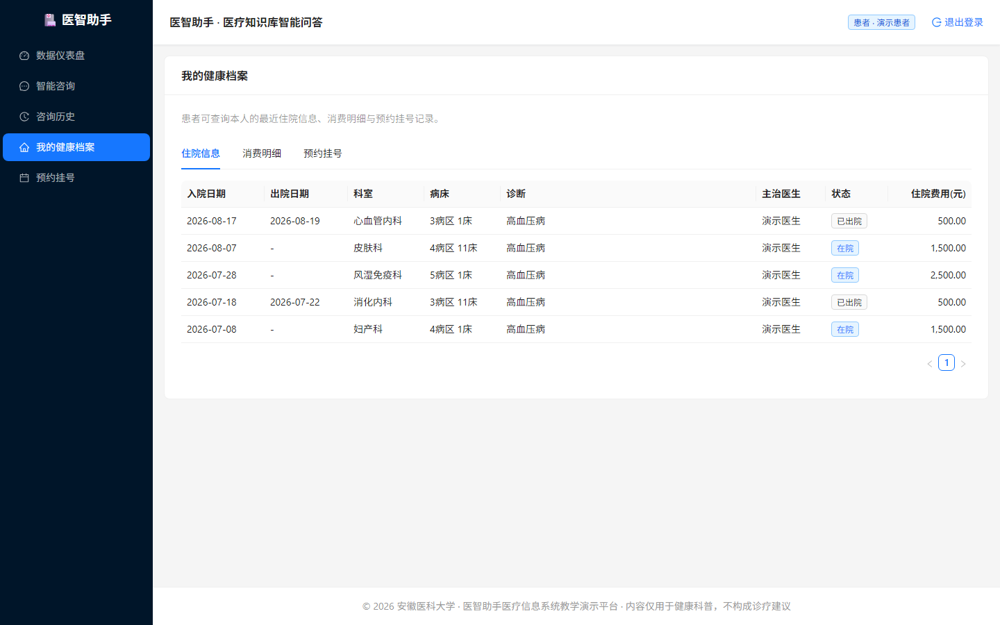 医智助手
数据仪表盘
智能咨询
咨询历史
我的健康档案
预约挂号
医智助手 · 医疗知识库智能问答
患者 · 演示患者
退出登录
我的健康档案
患者可查询本人的最近住院信息、消费明细与预约挂号记录。
住院信息 消费明细 预约挂号
入院日期 出院日期 科室 病床 诊断 主治医生 状态 住院费用(元)
2026-08-17 2026-08-19 心血管内科 3病区 1床 高血压病 演示医生 已出院 500.00
2026-08-07 - 皮肤科 4病区 11床 高血压病 演示医生 在院 1,500.00
2026-07-28 - 风湿免疫科 5病区 1床 高血压病 演示医生 在院 2,500.00
2026-07-18 2026-07-22 消化内科 3病区 11床 高血压病 演示医生 已出院 500.00
2026-07-08 - 妇产科 4病区 1床 高血压病 演示医生 在院 1,500.00
< 1 >
© 2026 安徽医科大学 · 医智助手医疗信息系统教学演示平台 · 内容仅用于健康科普，不构成诊疗建议